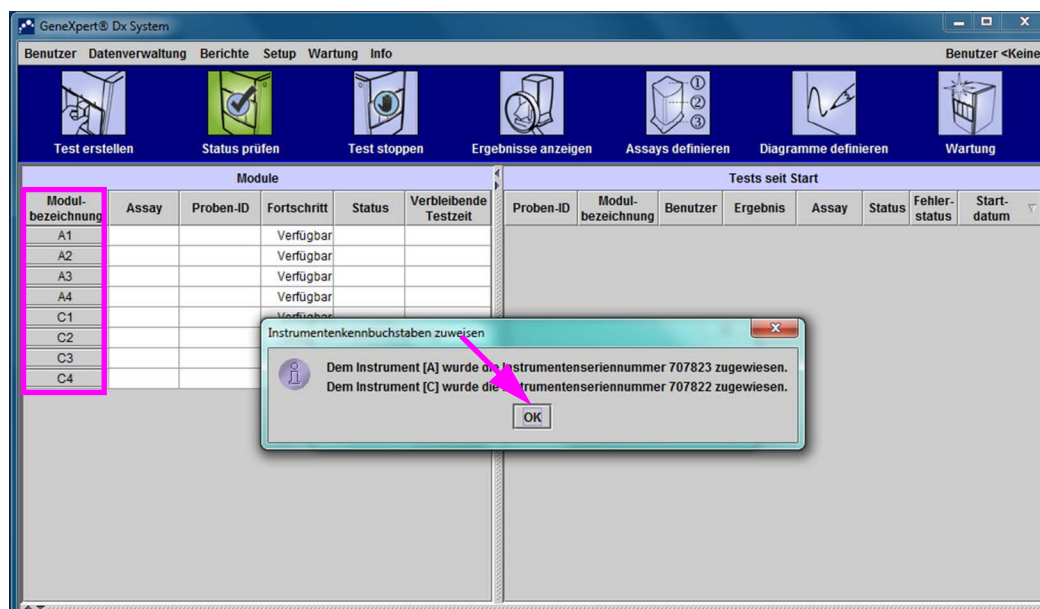 GeneXpert® Dx System
Benutzer Datenverwaltung Berichte Setup Wartung Info Benutzer <Keine
Test erstellen Status prüfen Test stoppen Ergebnisse anzeigen Assays definieren Diagramme definieren Wartung
Module
Modul-bezeichnung Assay Proben-ID Fortschritt Status Verbleibende Testzeit
A1 Verfügbar
A2 Verfügbar
A3 Verfügbar
A4 Verfügbar
C1 Verfügbar
C2
C3
C4
Tests seit Start
Proben-ID Modul-bezeichnung Benutzer Ergebnis Assay Status Fehler-status Start-datum
Instrumentenkennbuchstaben zuweisen
Dem Instrument [A] wurde die Instrumentenseriennummer 707823 zugewiesen.
Dem Instrument [C] wurde die Instrumentenseriennummer 707822 zugewiesen.
OK